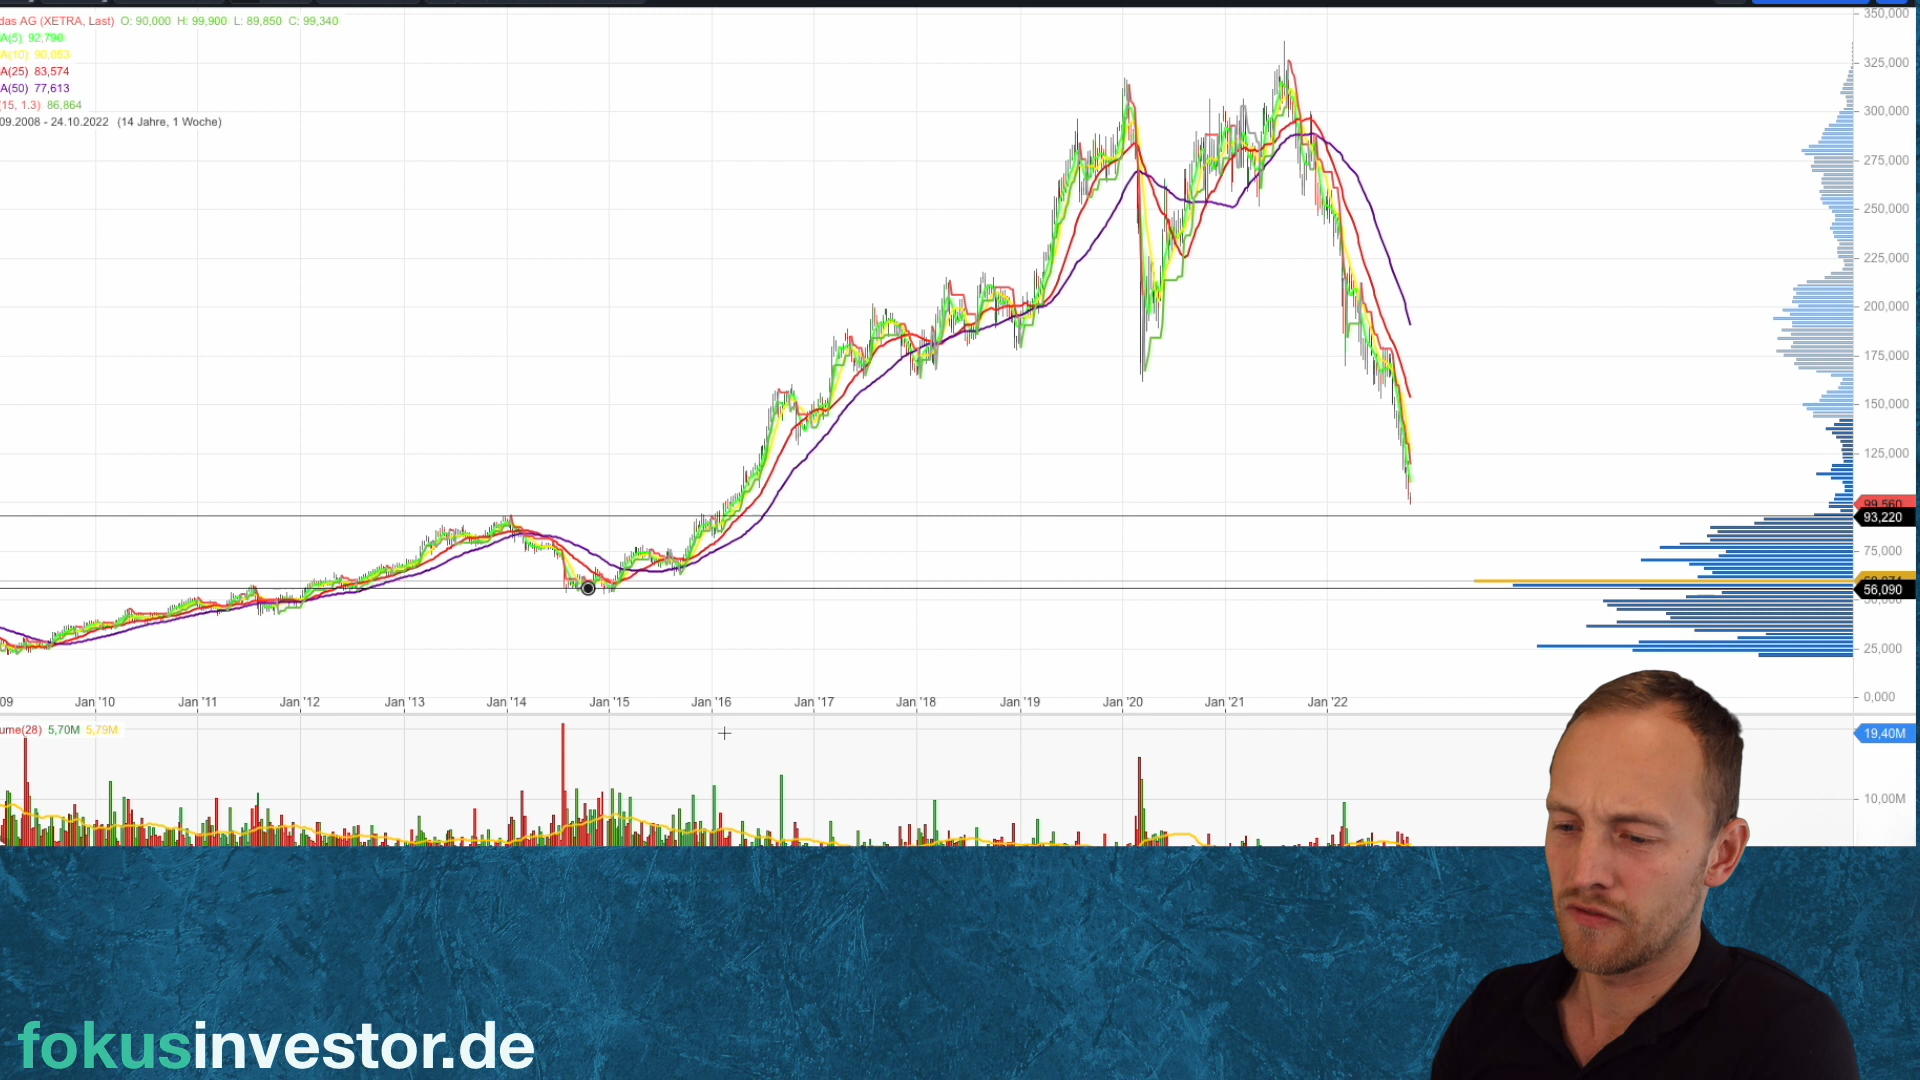 das AG (XETRA, Last) O: 90,000 H: 99,900 L: 89,850 C: 99,340
A(5) 92,790
A(10) 90,053
A(25) 83,574
A(50) 77,613
(15, 1.3) 86,864
09.2008 - 24.10.2022 (14 Jahre, 1 Woche)
350,000
325,000
300,000
275,000
250,000
225,000
200,000
175,000
150,000
125,000
99,560
93,220
75,000
56,090
50,000
25,000
0,000
09 Jan '10 Jan '11 Jan '12 Jan '13 Jan '14 Jan '15 Jan '16 Jan '17 Jan '18 Jan '19 Jan '20 Jan '21 Jan '22
ume(28) 5,70M 5,79M
19,40M
10,00M
fokusinvestor.de